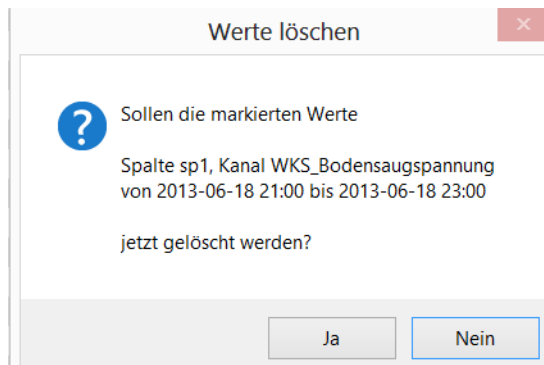 Werte löschen
Sollen die markierten Werte
Spalte sp1, Kanal WKS_Bodensaugspannung
von 2013-06-18 21:00 bis 2013-06-18 23:00
jetzt gelöscht werden?
Ja
Nein